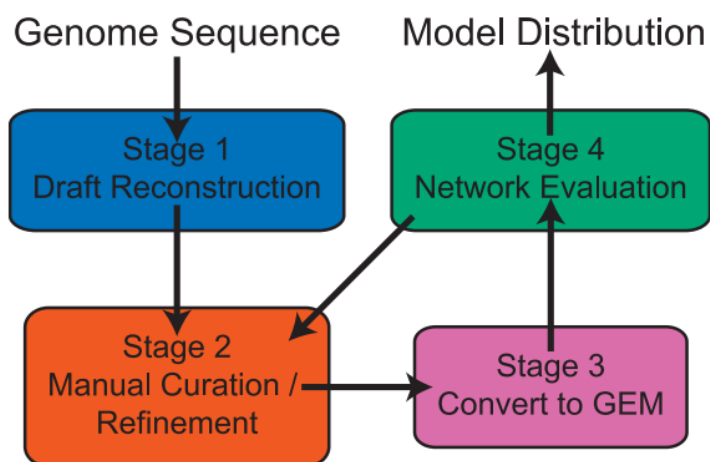 Genome Sequence
Model Distribution
Stage 1
Draft Reconstruction
Stage 4
Network Evaluation
Stage 2
Manual Curation /
Refinement
Stage 3
Convert to GEM